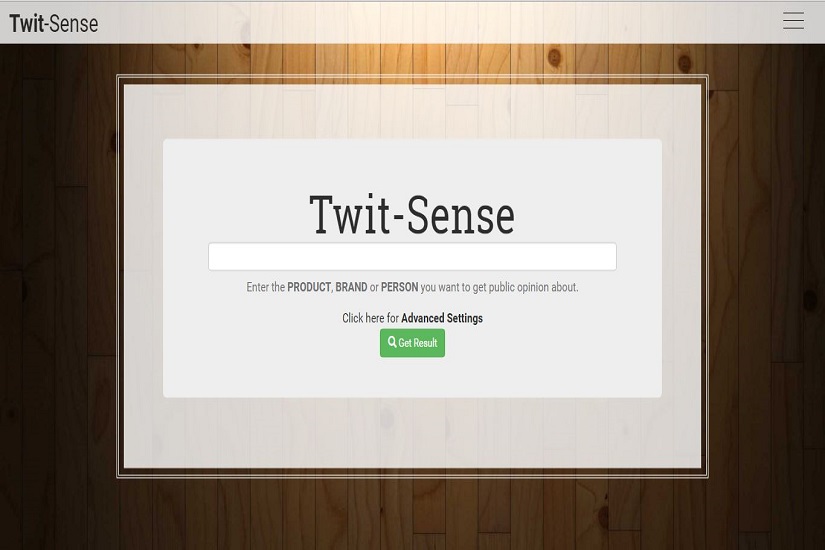 Twit-Sense
Twit-Sense
Enter the PRODUCT, BRAND or PERSON you want to get public opinion about.
Click here for Advanced Settings
Get Result